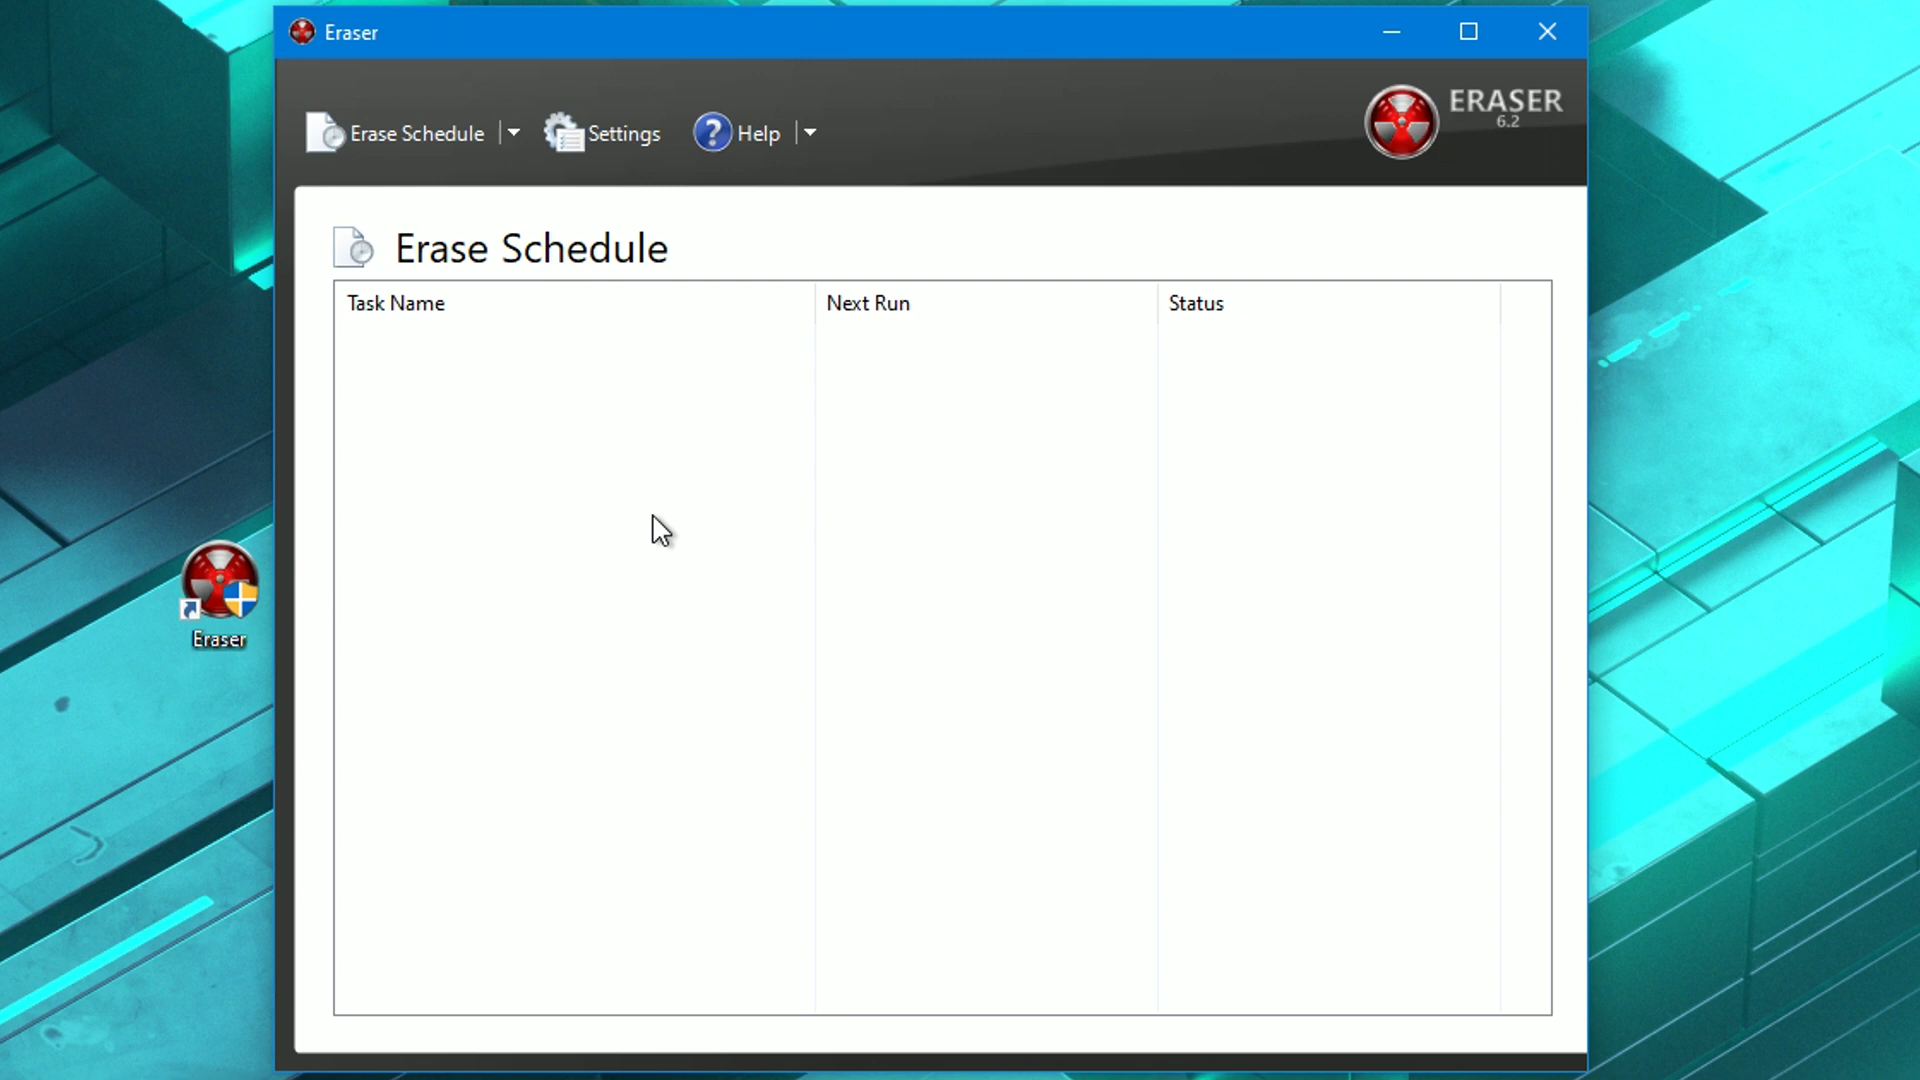 Eraser
Erase Schedule
Settings
Help
ERASER
6.2
Erase Schedule
Task Name
Next Run
Status
Eraser